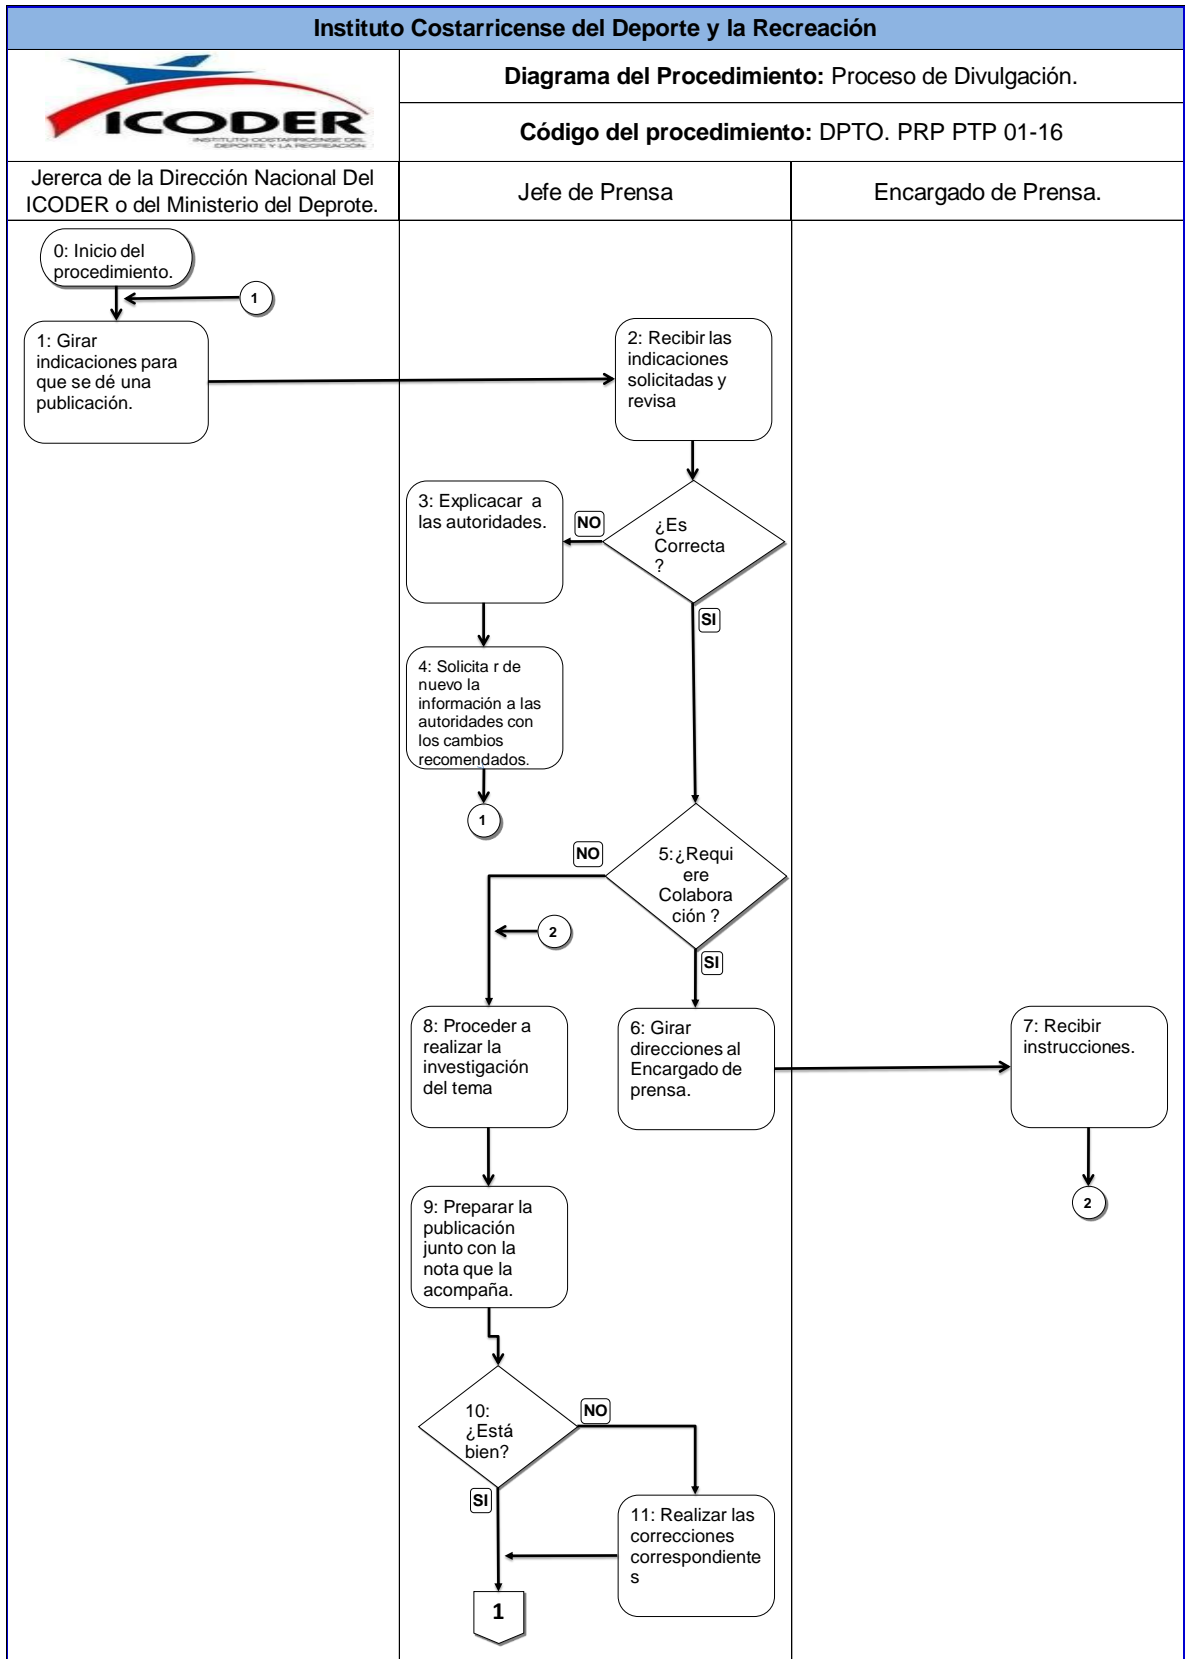 Instituto Costarricense del Deporte y la Recreación
ICODER
INSTITUTO COSTARRICENSE DEL
DEPORTE Y LA RECREACIÓN
Diagrama del Procedimiento: Proceso de Divulgación.
Código del procedimiento: DPTO. PRP PTP 01-16
Jererca de la Dirección Nacional Del
ICODER o del Ministerio del Deprote.
Jefe de Prensa
Encargado de Prensa.
0: Inicio del
procedimiento.
1
1: Girar
indicaciones para
que se dé una
publicación.
2: Recibir las
indicaciones
solicitadas y
revisa
¿Es
Correcta
?
NO
SI
3: Explicacar a
las autoridades.
4: Solicita r de
nuevo la
información a las
autoridades con
los cambios
recomendados.
1
5:¿Requi
ere
Colabora
ción ?
NO
SI
2
8: Proceder a
realizar la
investigación
del tema
6: Girar
direcciones al
Encargado de
prensa.
7: Recibir
instrucciones.
2
9: Preparar la
publicación
junto con la
nota que la
acompaña.
10:
¿Está
bien?
NO
SI
11: Realizar las
correcciones
correspondiente
s
1